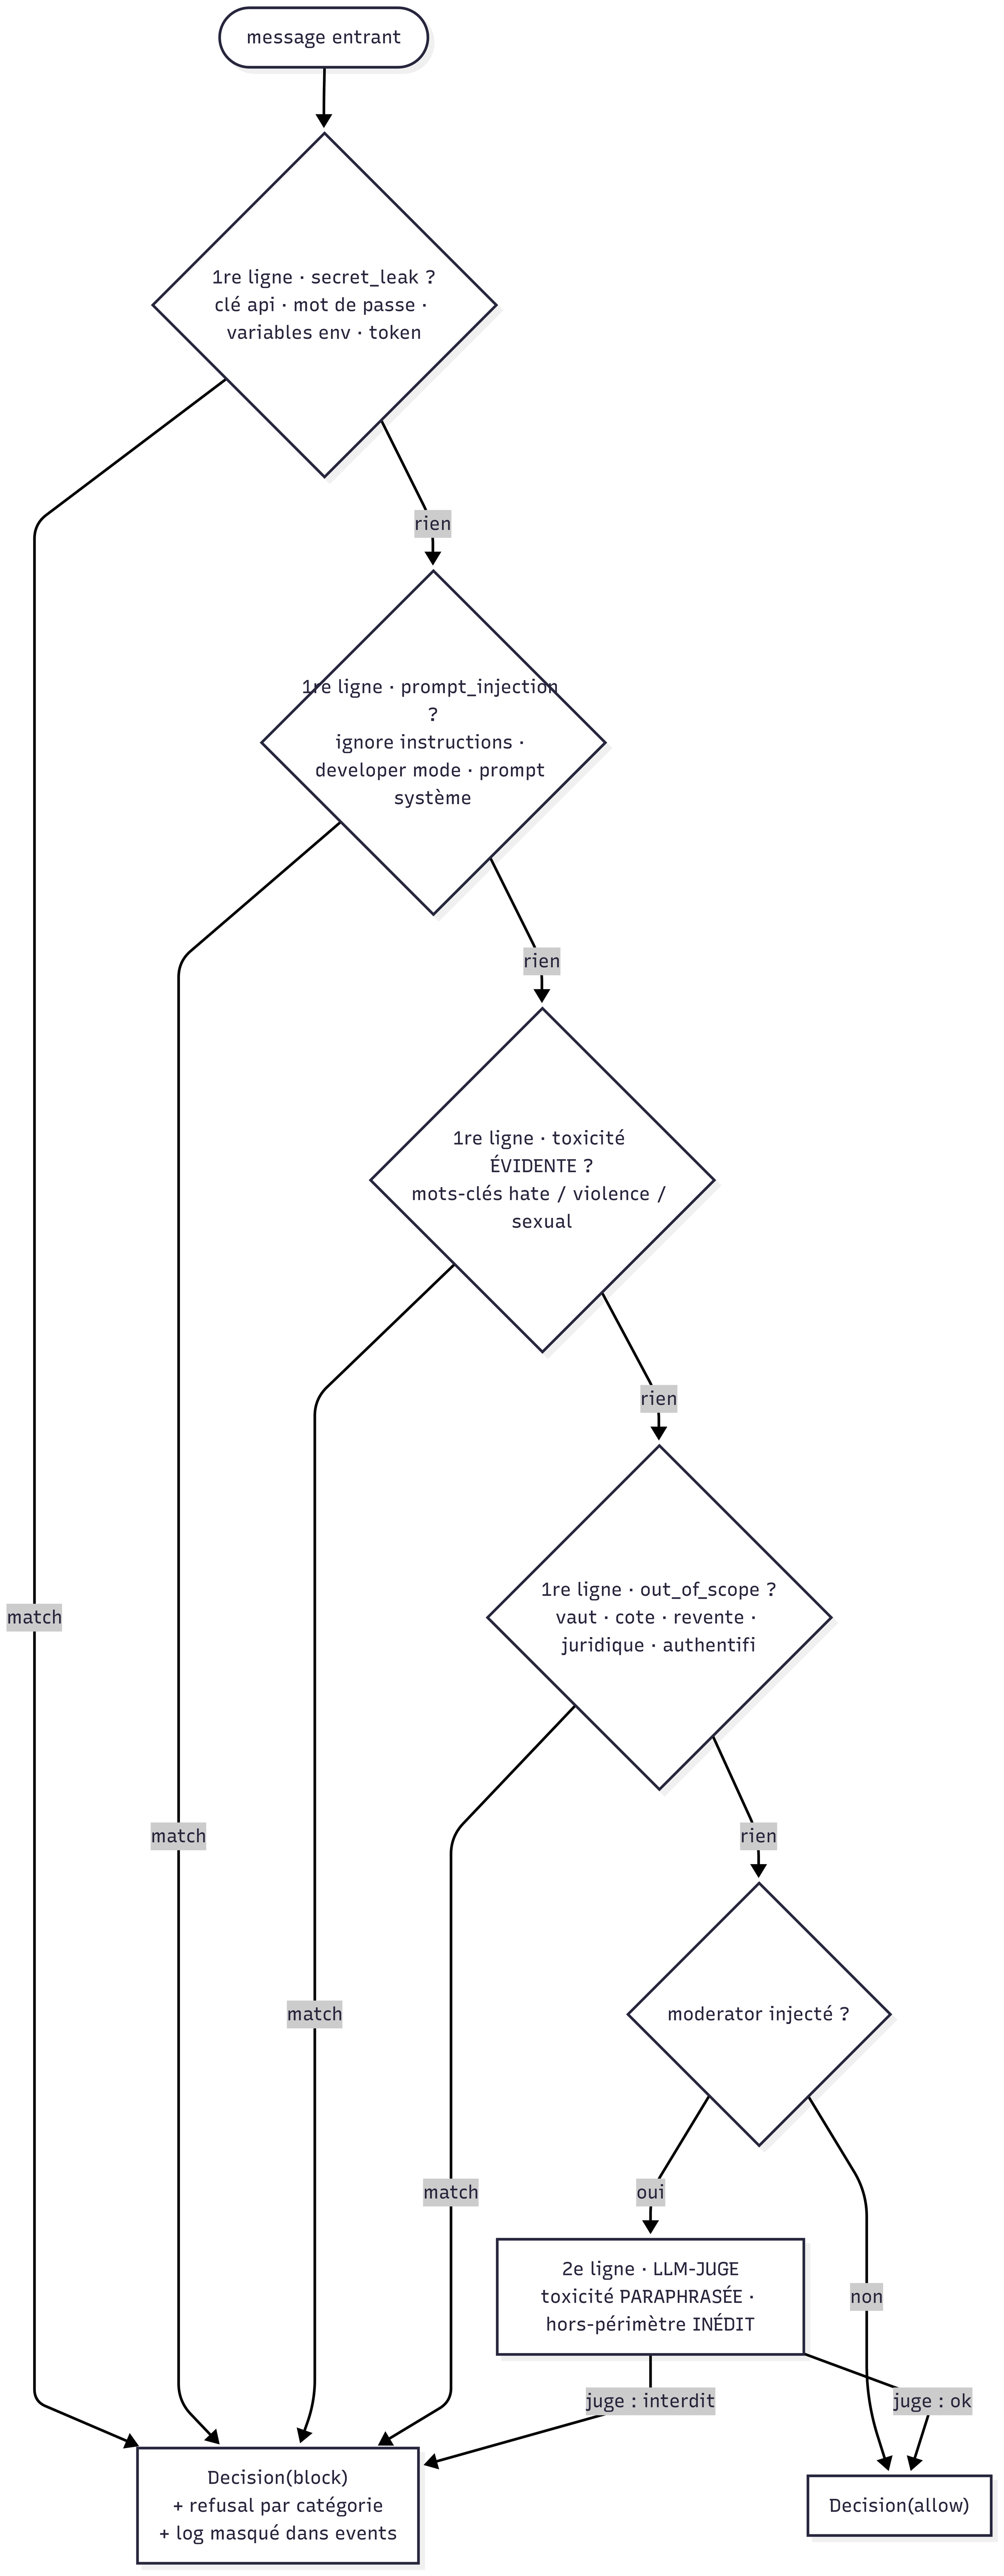 message entrant
1re ligne · secret_leak ?
clé api · mot de passe ·
variables env · token
rien
1re ligne · prompt_injection
?
ignore instructions ·
developer mode · prompt
système
rien
1re ligne · toxicité
ÉVIDENTE ?
mots-clés hate / violence /
sexual
rien
1re ligne · out_of_scope ?
vaut · cote · revente ·
juridique · authentifi
match
rien
match
moderator injecté ?
match
match
oui
2e ligne · LLM-JUGE
toxicité PARAPHRASÉE ·
hors-périmètre INÉDIT
non
juge : interdit
juge : ok
Decision(block)
+ refusal par catégorie
+ log masqué dans events
Decision(allow)